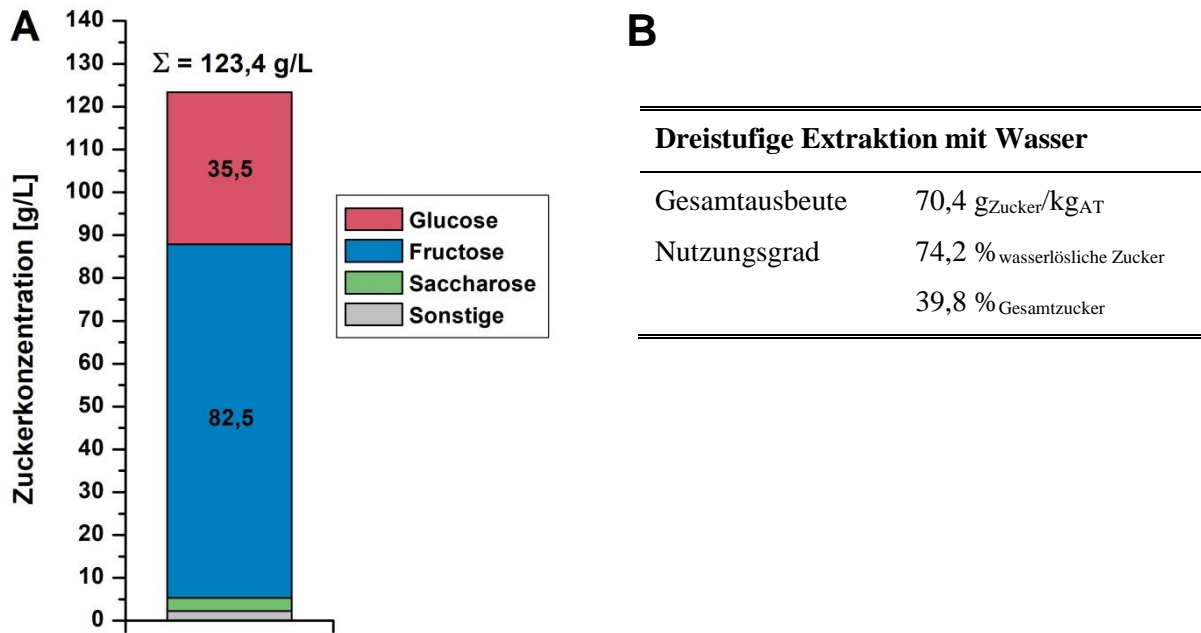 A
Σ = 123,4 g/L
Zuckerkonzentration [g/L]
140
130
120
110
100
90
80
70
60
50
40
30
20
10
0
35,5
82,5
Glucose
Fructose
Saccharose
Sonstige
B
Dreistufige Extraktion mit Wasser
Gesamtausbeute 70,4 gZucker/kgAT
Nutzungsgrad 74,2 % wasserlösliche Zucker
39,8 % Gesamtzucker